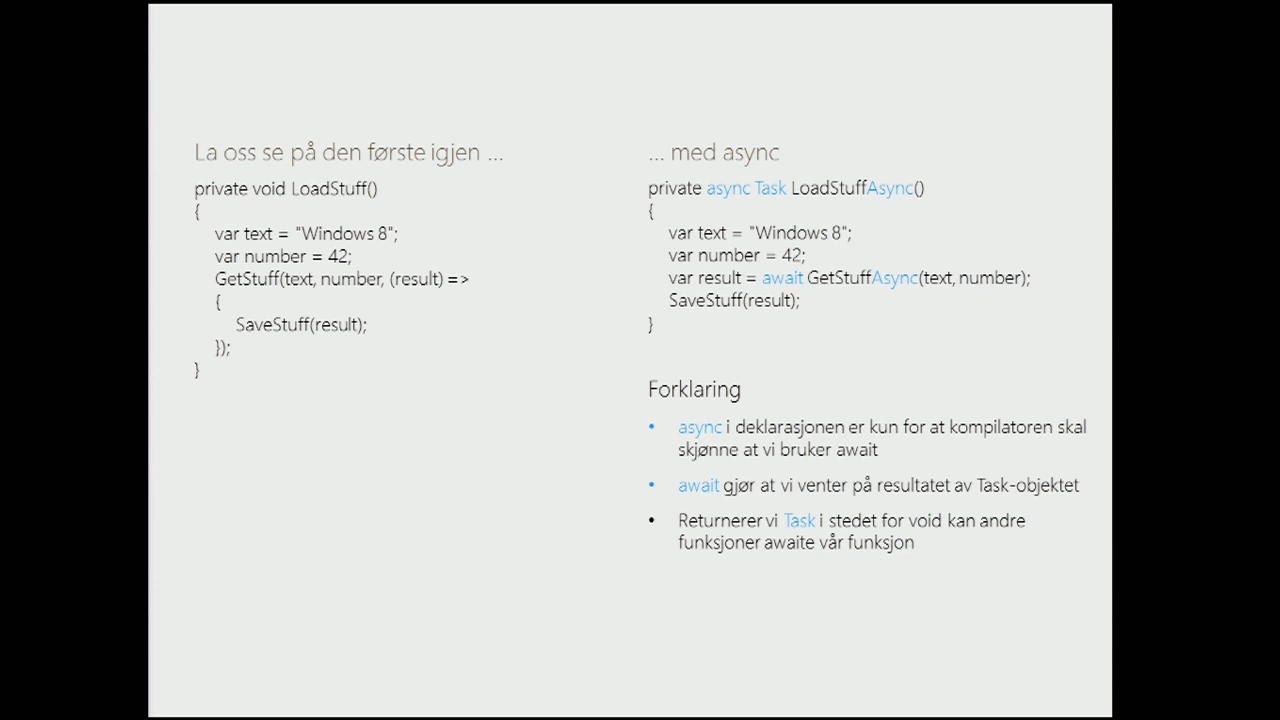 La oss se på den første igjen ...
private void LoadStuff()
{
var text = "Windows 8";
var number = 42;
GetStuff(text, number, (result) =>
{
SaveStuff(result);
});
}
... med async
private async Task LoadStuffAsync()
{
var text = "Windows 8";
var number = 42;
var result = await GetStuffAsync(text, number);
SaveStuff(result);
}
Forklaring
• async i deklarasjonen er kun for at kompilatoren skal
skjønne at vi bruker await
• await gjør at vi venter på resultatet av Task-objektet
• Returnerer vi Task i stedet for void kan andre
funksjoner awaite vår funksjon